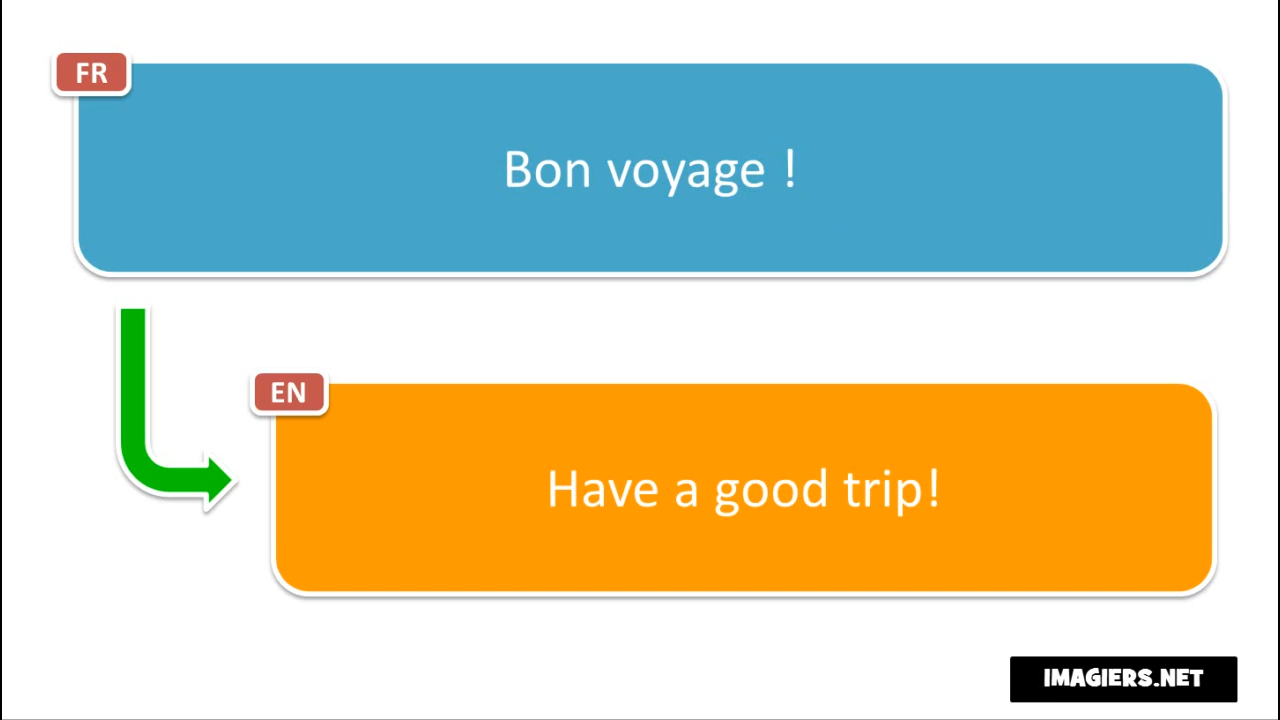 FR
Bon voyage !
EN
Have a good trip!
IMAGIERS.NET